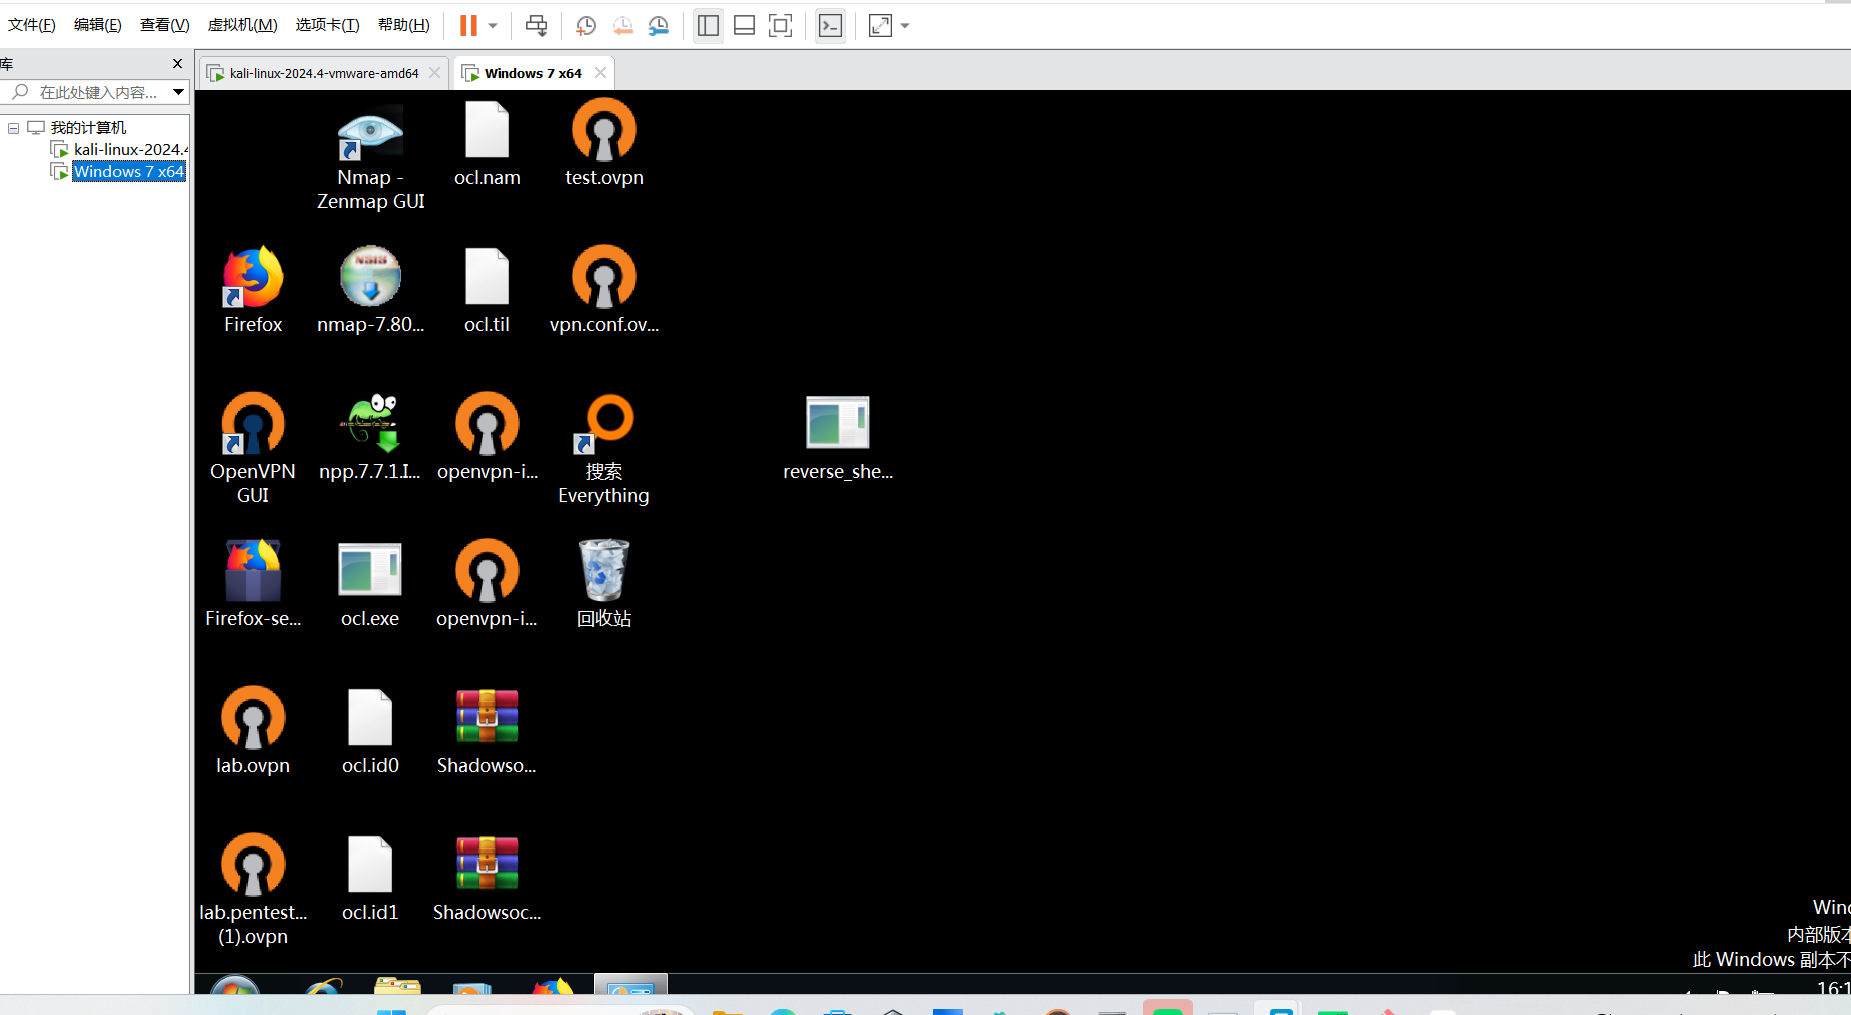 文件(F) 编辑(E) 查看(V) 虚拟机(M) 选项卡(T) 帮助(H)
库
kali-linux-2024.4-vmware-amd64
Windows 7 x64
在此处键入内容...
我的计算机
kali-linux-2024.4
Windows 7 x64
Nmap -
Zenmap GUI
ocl.nam
test.ovpn
Firefox
NSIS
nmap-7.80...
ocl.til
vpn.conf.ov...
OpenVPN
GUI
npp.7.7.1.I...
openvpn-i...
搜索
Everything
reverse_she...
Firefox-se...
ocl.exe
openvpn-i...
回收站
lab.ovpn
ocl.id0
Shadowso...
lab.pentest...
(1).ovpn
ocl.id1
Shadowsoc...
Wind
内部版本
此 Windows 副本不
16:1